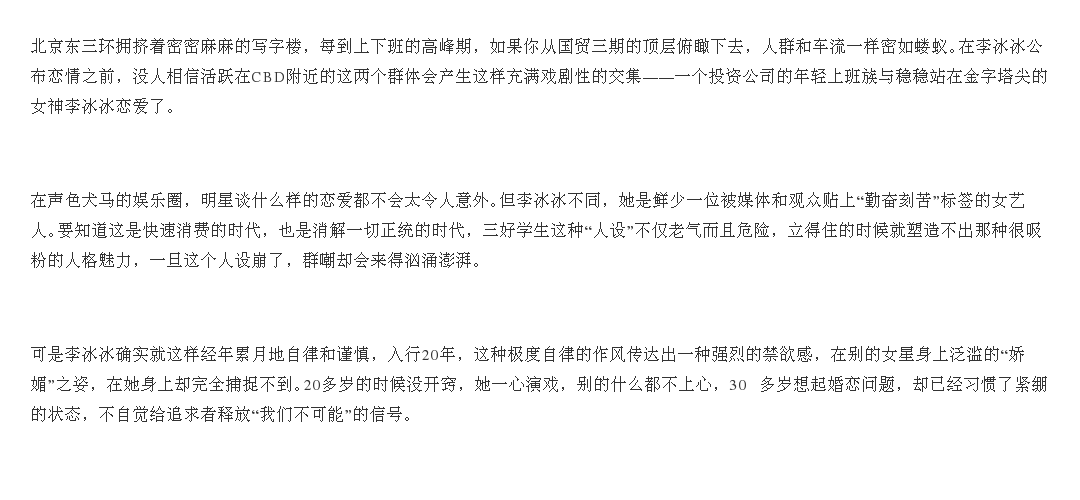 北京东三环拥挤着密密麻麻的写字楼，每到上下班的高峰期，如果你从国贸三期的顶层俯瞰下去，人群和车流一样密如蝼蚁。在李冰冰公
布恋情之前，没人相信活跃在CBD附近的这两个群体会产生这样充满戏剧性的交集——一个投资公司的年轻上班族与稳稳站在金字塔尖的
女神李冰冰恋爱了。
在声色犬马的娱乐圈，明星谈什么样的恋爱都不会太令人意外。但李冰冰不同，她是鲜少一位被媒体和观众贴上“勤奋刻苦”标签的女艺
人。要知道这是快速消费的时代，也是消解一切正统的时代，三好学生这种“人设”不仅老气而且危险，立得住的时候就塑造不出那种很吸
粉的人格魅力，一旦这个人设崩了，群嘲却会来得汹涌澎湃。
可是李冰冰确实就这样经年累月地自律和谨慎，入行20年，这种极度自律的作风传达出一种强烈的禁欲感，在别的女星身上泛滥的“娇
媚”之姿，在她身上却完全捕捉不到。20多岁的时候没开窍，她一心演戏，别的什么都不上心，30 多岁想起婚恋问题，却已经习惯了紧绷
的状态，不自觉给追求者释放“我们不可能”的信号。